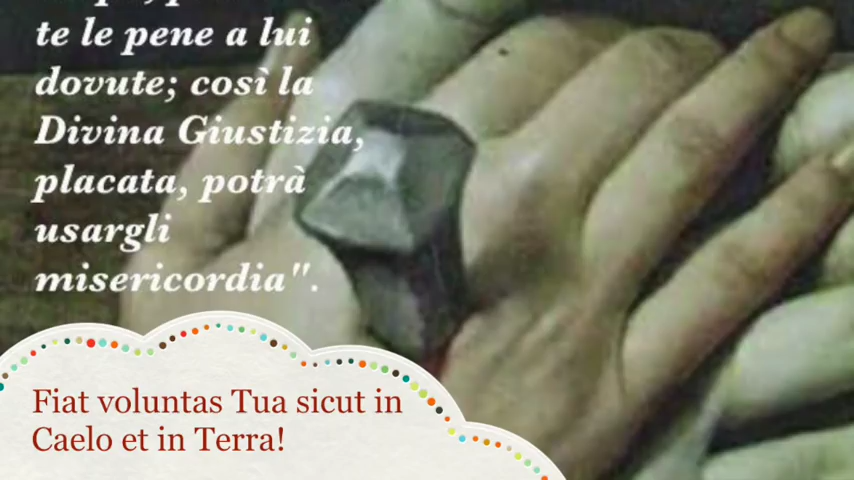 te le pene a lui
dovute; così la
Divina Giustizia,
placata, potrà
usargli
misericordia".
Fiat voluntas Tua sicut in
Caelo et in Terra!